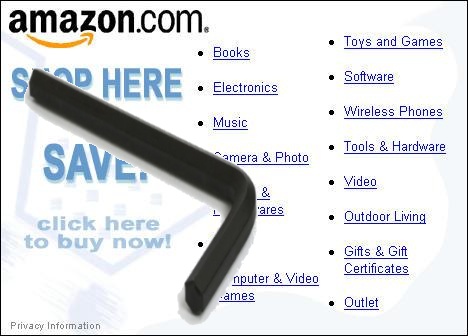 amazon.com.
SHOP HERE
SAVE!
click here
to buy now!
Books
Electronics
Music
Camera & Photo
&
Computer & Video
Games
Toys and Games
Software
Wireless Phones
Tools & Hardware
Video
Outdoor Living
Gifts & Gift
Certificates
Outlet
Privacy Information